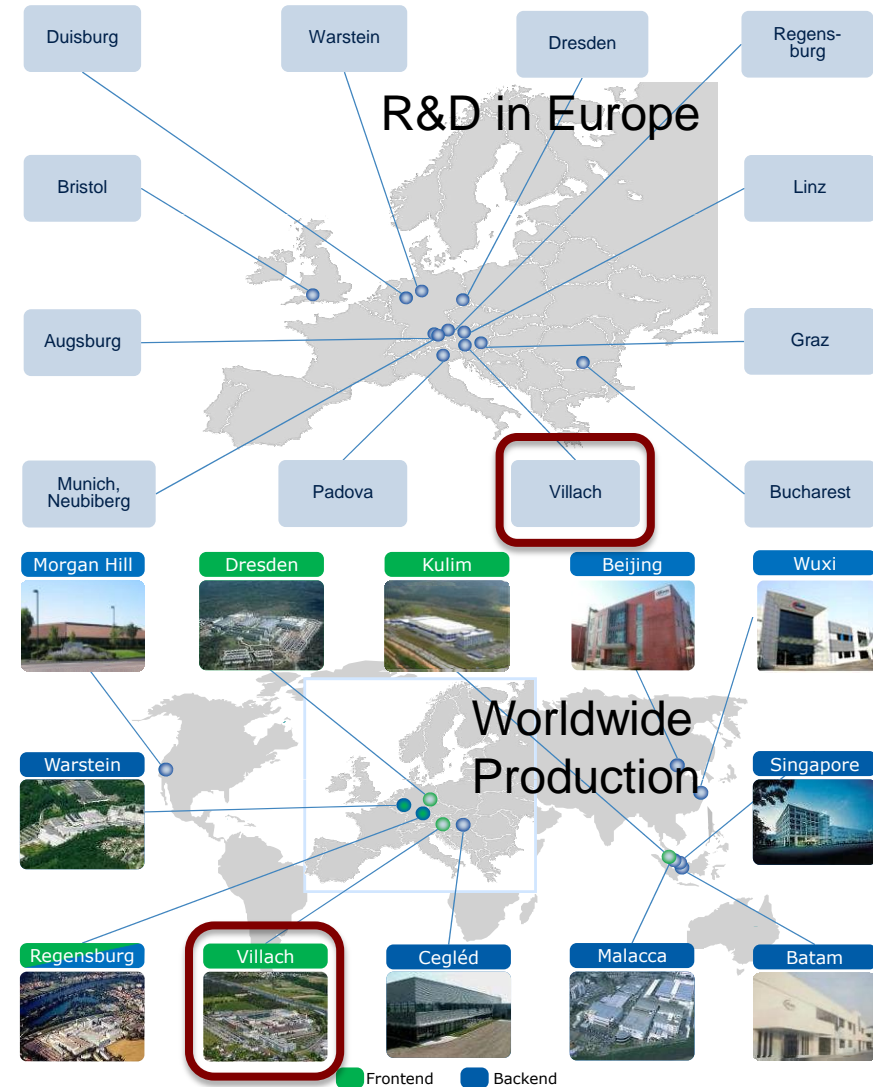 Duisburg
Warstein
Dresden
Regens-
burg
R&D in Europe
Bristol
Linz
Augsburg
Graz
Munich,
Neubiberg
Padova
Villach
Bucharest
Morgan Hill
Dresden
Kulim
Beijing
Wuxi
Worldwide
Production
Warstein
Singapore
Regensburg
Villach
Cegléd
Malacca
Batam
Frontend
Backend